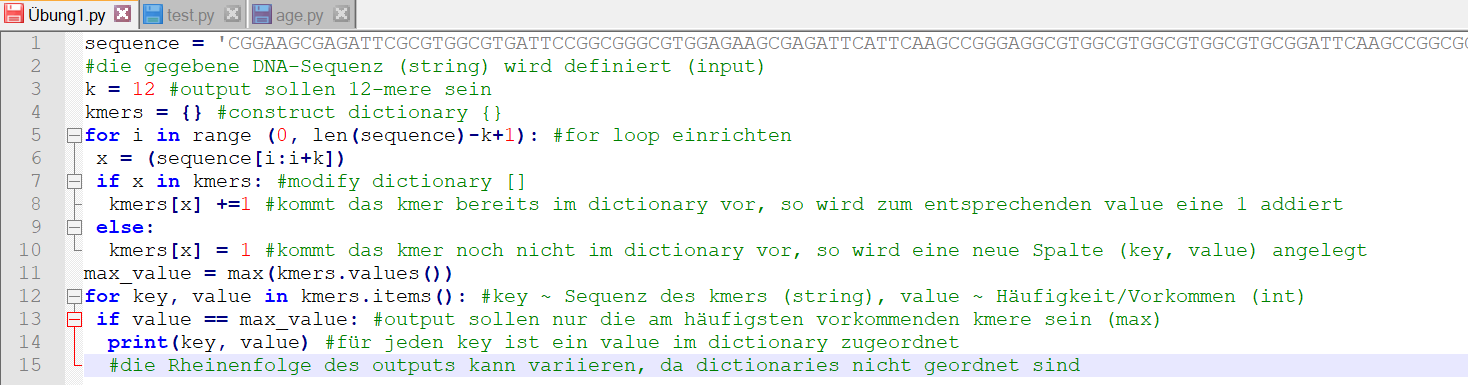 Übung1.py test.py age.py
1 sequence = 'CGGAAGCGAGATTCGCGTGGCGTGATTCCGGCGGGCGTGGAGAAGCGAGATTCATTCAAGCCGGGAGGCGTGGCGTGGCGTGGCGTGCGGATTCAAGCCGGCG
2 #die gegebene DNA-Sequenz (string) wird definiert (input)
3 k = 12 #output sollen 12-mere sein
4 kmers = {} #construct dictionary {}
5 for i in range (0, len(sequence)-k+1): #for loop einrichten
6 x = (sequence[i:i+k])
7 if x in kmers: #modify dictionary []
8 kmers[x] +=1 #kommt das kmer bereits im dictionary vor, so wird zum entsprechenden value eine 1 addiert
9 else:
10 kmers[x] = 1 #kommt das kmer noch nicht im dictionary vor, so wird eine neue Spalte (key, value) angelegt
11 max_value = max(kmers.values())
12 for key, value in kmers.items(): #key ~ Sequenz des kmers (string), value ~ Häufigkeit/Vorkommen (int)
13 if value == max_value: #output sollen nur die am häufigsten vorkommenden kmere sein (max)
14 print(key, value) #für jeden key ist ein value im dictionary zugeordnet
15 #die Rheinenfolge des outputs kann variieren, da dictionaries nicht geordnet sind